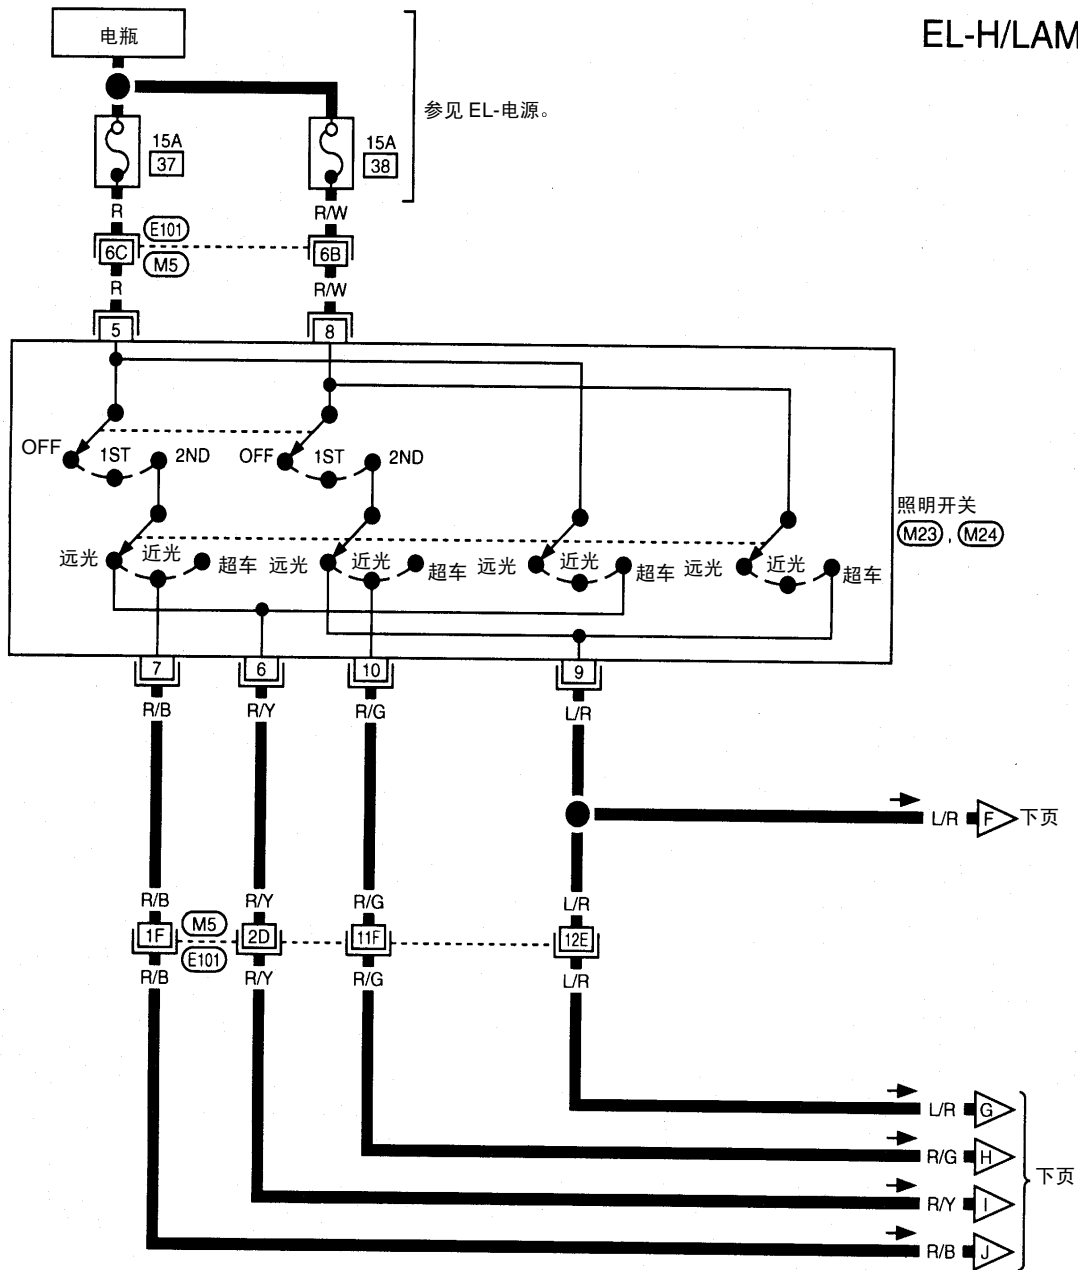 EL-H/LAM
电瓶
参见 EL-电源。
15A
37
15A
38
R
R/W
E101
6C
6B
M5
R
R/W
5
8
OFF
1ST
2ND
OFF
1ST
2ND
照明开关
M23 , M24
远光
近光
超车
远光
近光
超车
远光
近光
超车
远光
近光
超车
7
6
10
9
R/B
R/Y
R/G
L/R
L/R
F
下页
R/B
R/Y
R/G
L/R
M5
1F
2D
11F
12E
E101
R/B
R/Y
R/G
L/R
L/R
G
R/G
H
下页
R/Y
I
R/B
J